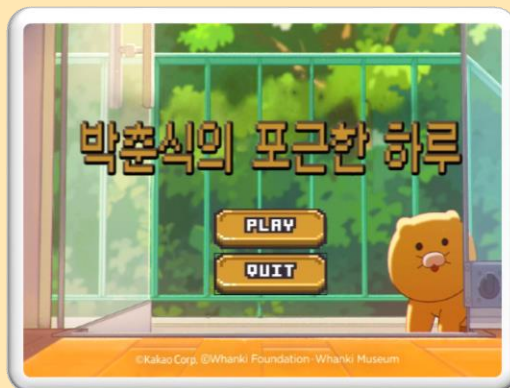 박춘식의 포근한 하루
PLAY
QUIT
©Kakao Corp. ©Whanki Foundation·Whanki Museum